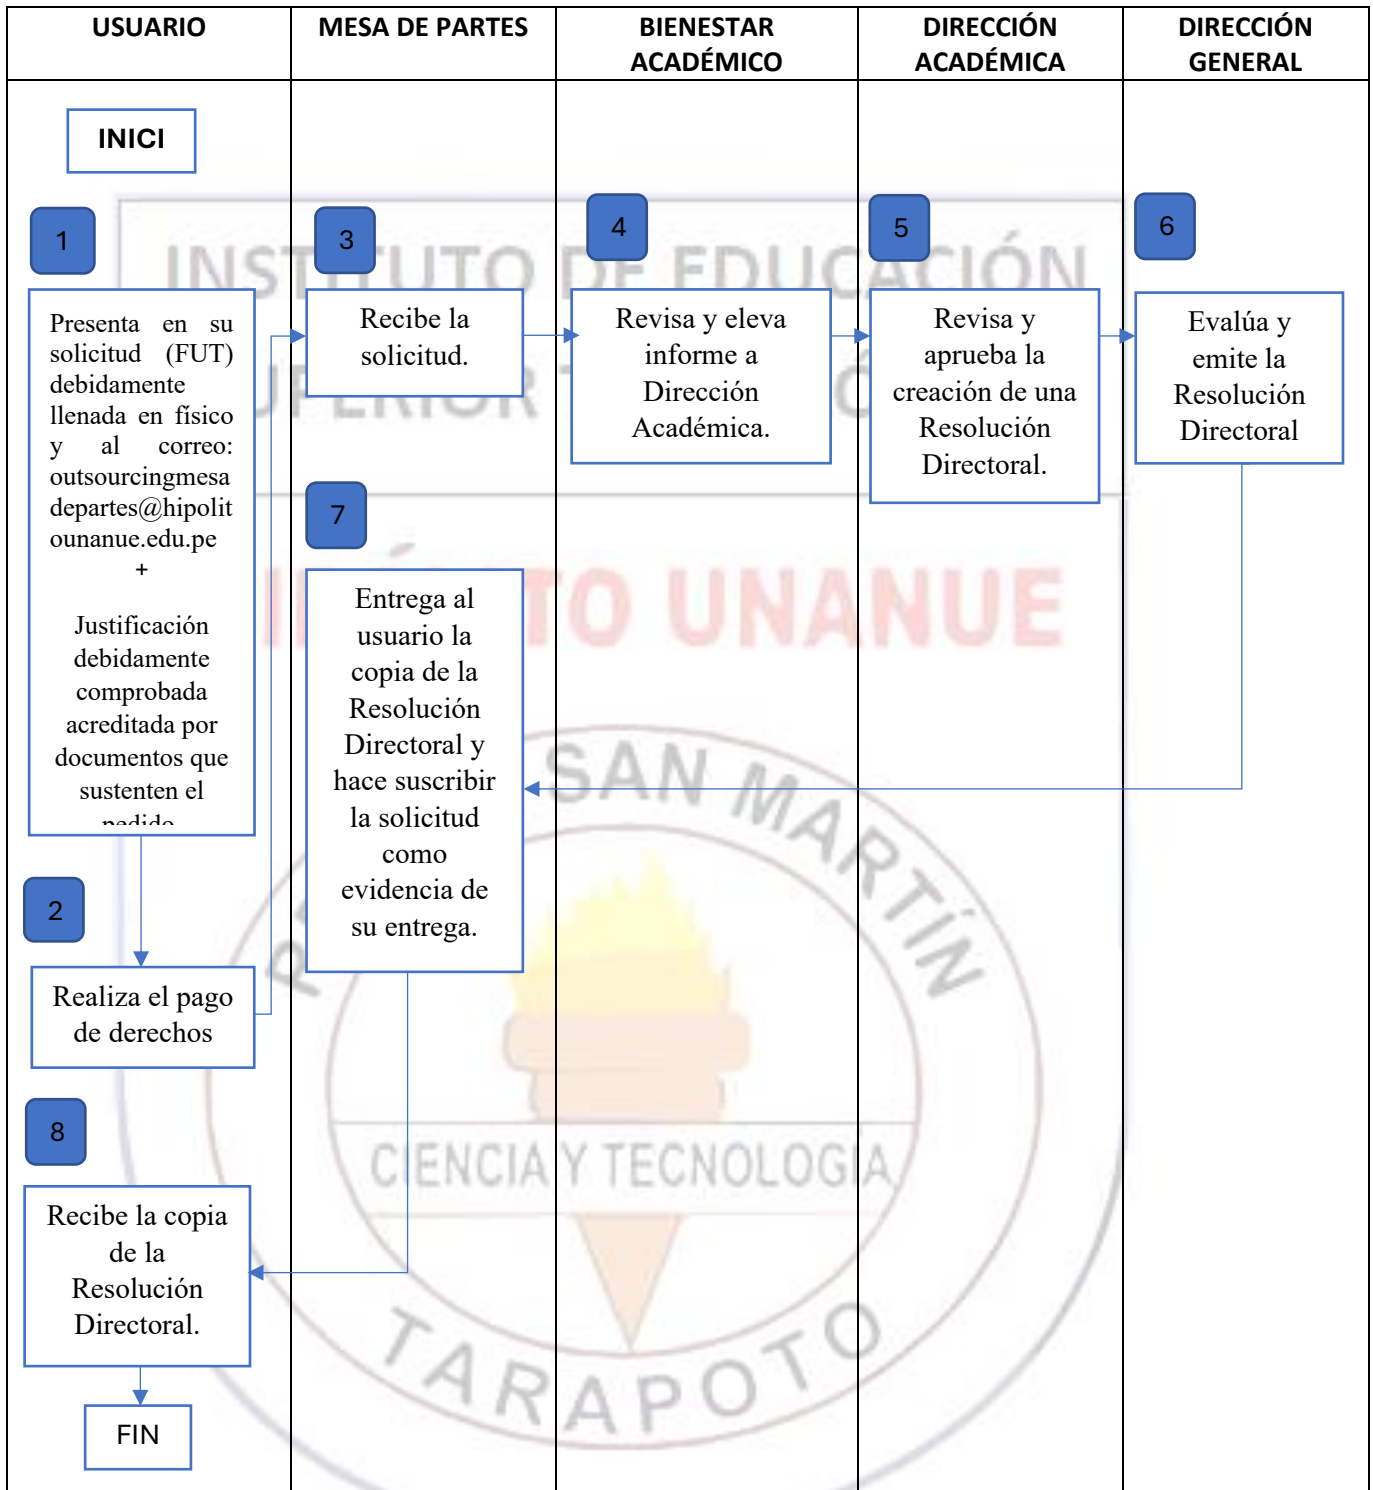 USUARIO
MESA DE PARTES
BIENESTAR
ACADÉMICO
DIRECCIÓN
ACADÉMICA
DIRECCIÓN
GENERAL
INICI
1
Presenta en su
solicitud (FUT)
debidamente
llenada en físico
y al correo:
outsourcingmesa
departes@hipolit
ounanue.edu.pe
+
Justificación
debidamente
comprobada
acreditada por
documentos que
sustenten el
pedido
2
Realiza el pago
de derechos
3
Recibe la
solicitud.
4
Revisa y eleva
informe a
Dirección
Académica.
5
Revisa y
aprueba la
creación de una
Resolución
Directoral.
6
Evalúa y
emite la
Resolución
Directoral
7
Entrega al
usuario la
copia de la
Resolución
Directoral y
hace suscribir
la solicitud
como
evidencia de
su entrega.
8
Recibe la copia
de la
Resolución
Directoral.
FIN
INSTITUTO DE EDUCACIÓN
UNANUE
SAN MARTÍN
CIENCIA Y TECNOLOGIA
TARAPOTO